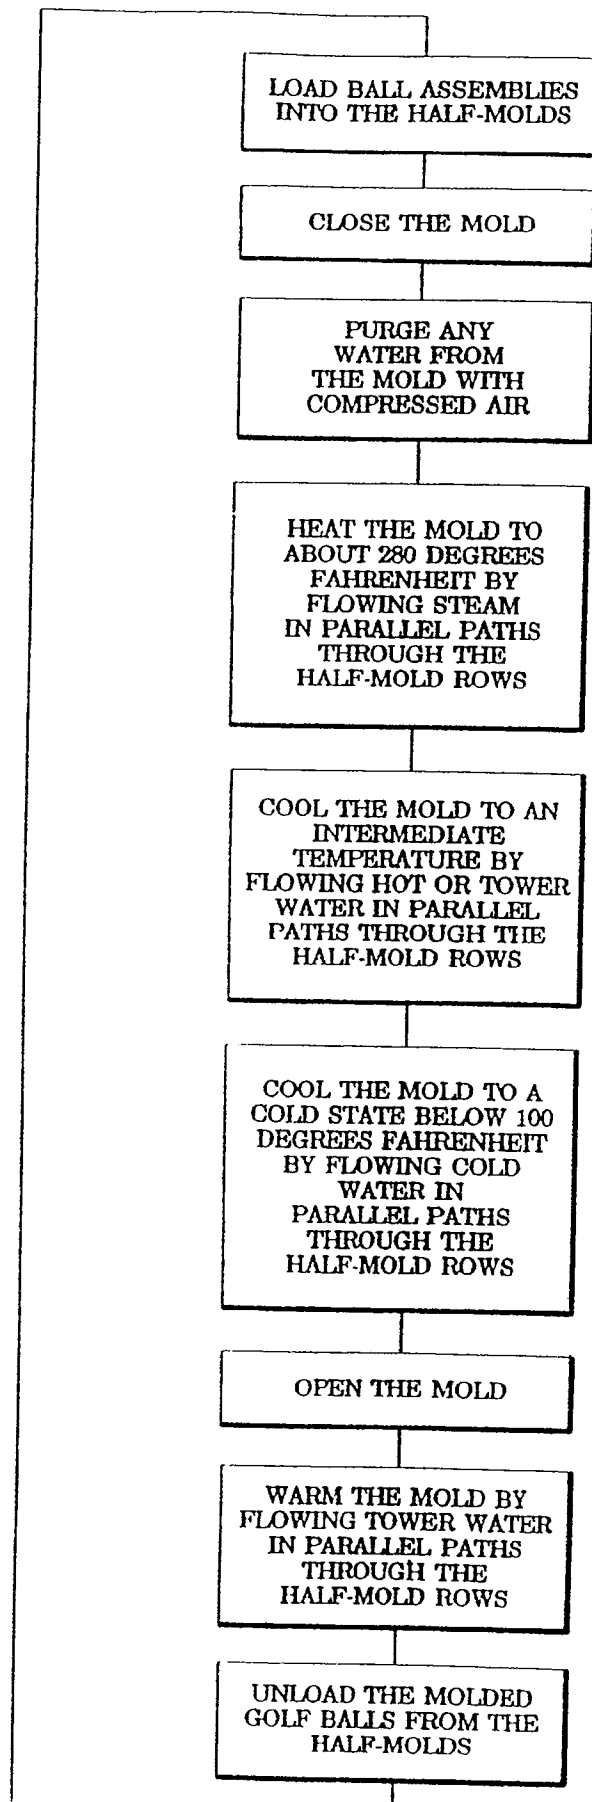 LOAD BALL ASSEMBLIES
INTO THE HALF-MOLDS
CLOSE THE MOLD
PURGE ANY
WATER FROM
THE MOLD WITH
COMPRESSED AIR
HEAT THE MOLD TO
ABOUT 280 DEGREES
FAHRENHEIT BY
FLOWING STEAM
IN PARALLEL PATHS
THROUGH THE
HALF-MOLD ROWS
COOL THE MOLD TO AN
INTERMEDIATE
TEMPERATURE BY
FLOWING HOT OR TOWER
WATER IN PARALLEL
PATHS THROUGH THE
HALF-MOLD ROWS
COOL THE MOLD TO A
COLD STATE BELOW 100
DEGREES FAHRENHEIT
BY FLOWING COLD
WATER IN
PARALLEL PATHS
THROUGH THE
HALF-MOLD ROWS
OPEN THE MOLD
WARM THE MOLD BY
FLOWING TOWER WATER
IN PARALLEL PATHS
THROUGH THE
HALF-MOLD ROWS
UNLOAD THE MOLDED
GOLF BALLS FROM THE
HALF-MOLDS